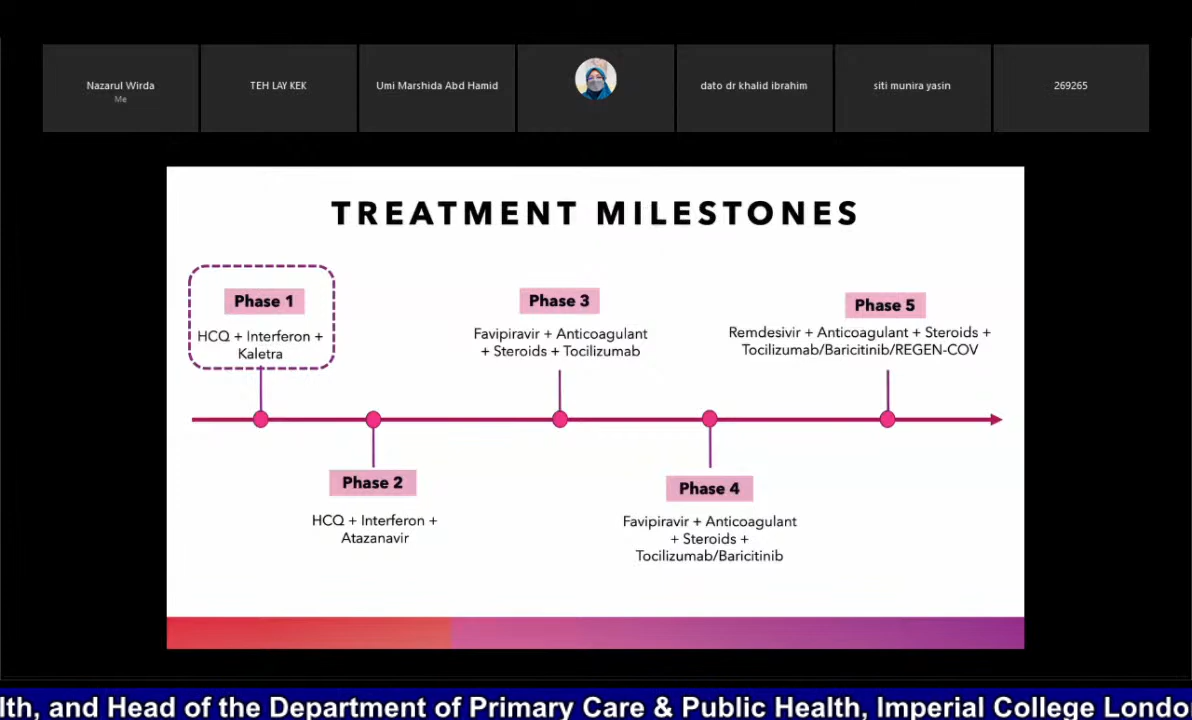 Nazarul Wirda
Me
TEH LAY KEK
Umi Marshida Abd Hamid
dato dr khalid ibrahim
siti munira yasin
269265
TREATMENT MILESTONES
Phase 1
HCQ + Interferon +
Kaletra
Phase 3
Favipiravir + Anticoagulant
+ Steroids + Tocilizumab
Phase 5
Remdesivir + Anticoagulant + Steroids +
Tocilizumab/Baricitinib/REGEN-COV
Phase 2
HCQ + Interferon +
Atazanavir
Phase 4
Favipiravir + Anticoagulant
+ Steroids +
Tocilizumab/Baricitinib
lth, and Head of the Department of Primary Care & Public Health, Imperial College Londo